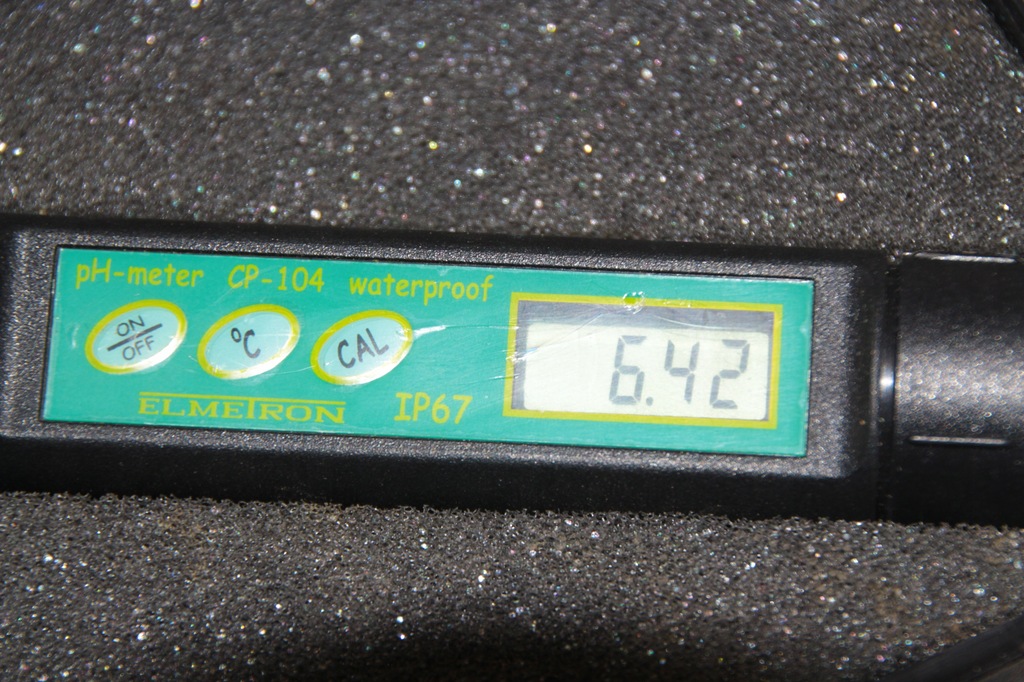 pH-meter CP-104 waterproof
ON
OFF
°C
CAL
6.42
ELMETRON
IP67